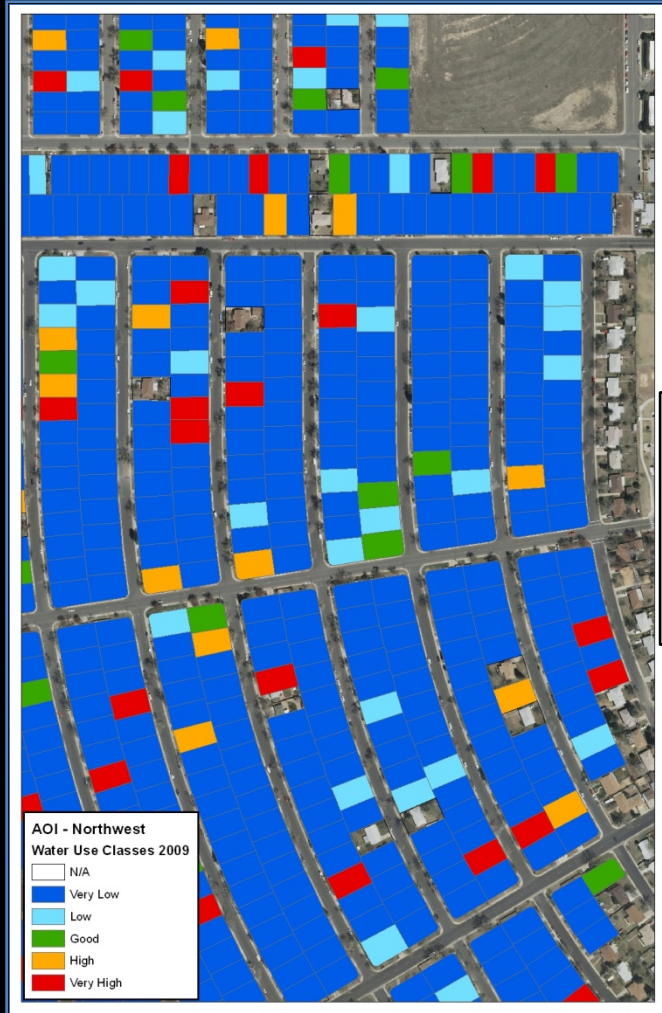 AOI - Northwest
Water Use Classes 2009
N/A
Very Low
Low
Good
High
Very High